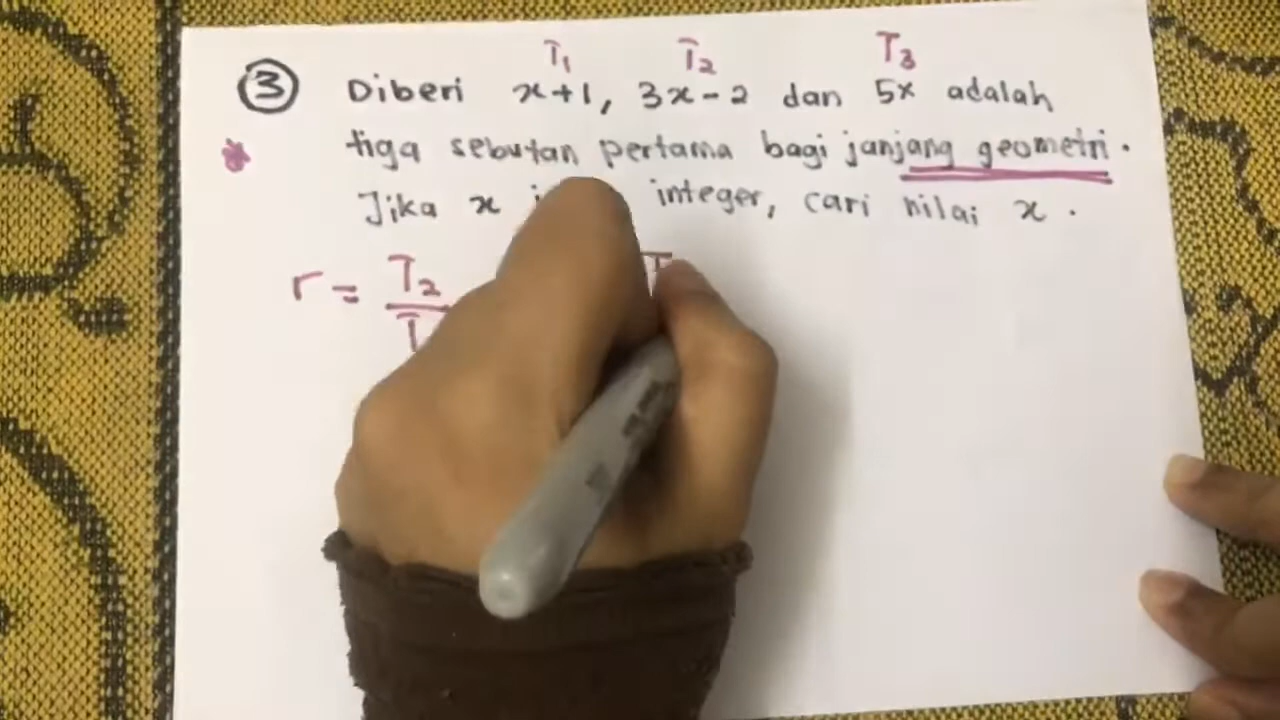 T1 T2 T3
3 Diberi x+1, 3x-2 dan 5x adalah
tiga sebutan pertama bagi janjang geometri.
Jika x integer, cari nilai x.
r = T2
T